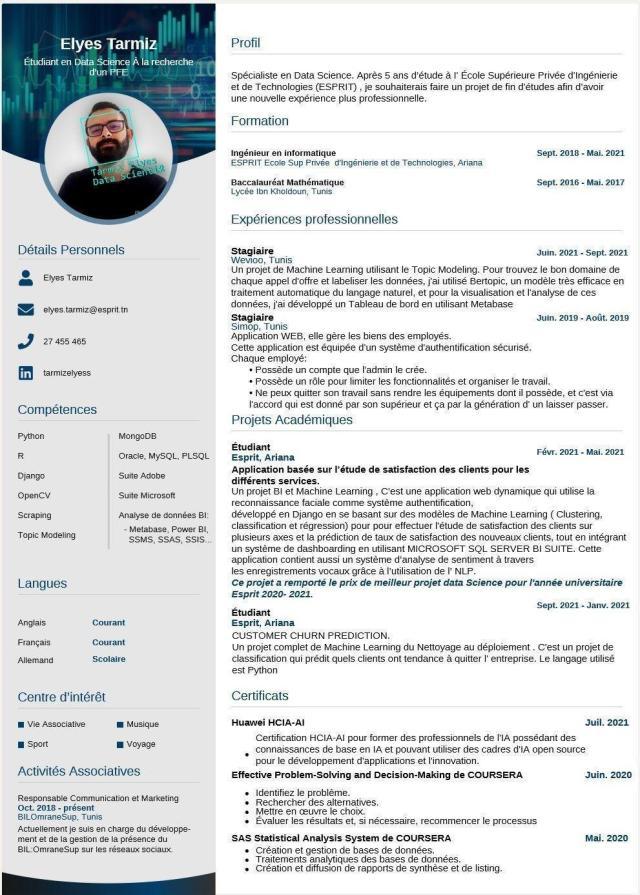 Elyes Tarmiz
Étudiant en Data Science À la recherche
d'un PFE
Tarmiz Elyes
Data Scientist
Détails Personnels
Elyes Tarmiz
elyes.tarmiz@esprit.tn
27 455 465
tarmizelyess
Compétences
Python
R
Django
OpenCV
Scraping
Topic Modeling
MongoDB
Oracle, MySQL, PLSQL
Suite Adobe
Suite Microsoft
Analyse de données BI:
- Metabase, Power BI,
SSMS, SSAS, SSIS...
Langues
Anglais Courant
Français Courant
Allemand Scolaire
Centre d'intérêt
Vie Associative
Musique
Sport
Voyage
Activités Associatives
Responsable Communication et Marketing
Oct. 2018 - présent
BILOmraneSup, Tunis
Actuellement je suis en charge du développe-
ment et de la gestion de la présence du
BIL:OmraneSup sur les réseaux sociaux.
Profil
Spécialiste en Data Science. Après 5 ans d'étude à l' École Supérieure Privée d'Ingénierie
et de Technologies (ESPRIT) , je souhaiterais faire un projet de fin d'études afin d'avoir
une nouvelle expérience plus professionnelle.
Formation
Ingénieur en informatique Sept. 2018 - Mai. 2021
ESPRIT Ecole Sup Privée d'Ingénierie et de Technologies, Ariana
Baccalauréat Mathématique Sept. 2016 - Mai. 2017
Lycée Ibn Kholdoun, Tunis
Expériences professionnelles
Stagiaire Juin. 2021 - Sept. 2021
Wevioo, Tunis
Un projet de Machine Learning utilisant le Topic Modeling. Pour trouvez le bon domaine de
chaque appel d'offre et labeliser les données, j'ai utilisé Bertopic, un modèle très efficace en
traitement automatique du langage naturel, et pour la visualisation et l'analyse de ces
données, j'ai développé un Tableau de bord en utilisant Metabase
Stagiaire Juin. 2019 - Août. 2019
Simop, Tunis
Application WEB, elle gère les biens des employés.
Cette application est équipée d'un système d'authentification sécurisé.
Chaque employé:
• Possède un compte que l'admin le crée.
• Possède un rôle pour limiter les fonctionnalités et organiser le travail.
• Ne peux quitter son travail sans rendre les équipements dont il possède, et c'est via
l'accord qui est donné par son supérieur et ça par la génération d' un laisser passer.
Projets Académiques
Étudiant Févr. 2021 - Mai. 2021
Esprit, Ariana
Application basée sur l'étude de satisfaction des clients pour les
différents services.
Un projet BI et Machine Learning , C'est une application web dynamique qui utilise la
reconnaissance faciale comme système authentification,
développé en Django en se basant sur des modèles de Machine Learning ( Clustering,
classification et régression) pour pour effectuer l'étude de satisfaction des clients sur
plusieurs axes et la prédiction de taux de satisfaction des nouveaux clients, tout en intégrant
un système de dashboarding en utilisant MICROSOFT SQL SERVER BI SUITE. Cette
application contient aussi un système d'analyse de sentiment à travers
les enregistrements vocaux grâce à l'utilisation de l' NLP.
Ce projet a remporté le prix de meilleur projet data Science pour l'année universitaire
Esprit 2020- 2021.
Étudiant Sept. 2021 - Janv. 2021
Esprit, Ariana
CUSTOMER CHURN PREDICTION.
Un projet complet de Machine Learning du Nettoyage au déploiement . C'est un projet de
classification qui prédit quels clients ont tendance à quitter l' entreprise. Le langage utilisé
est Python
Certificats
Huawei HCIA-AI Juil. 2021
• Certification HCIA-AI pour former des professionnels de l'IA possédant des
connaissances de base en IA et pouvant utiliser des cadres d'IA open source
pour le développement d'applications et l'innovation.
Effective Problem-Solving and Decision-Making de COURSERA Juin. 2020
• Identifiez le problème.
• Rechercher des alternatives.
• Mettre en œuvre le choix.
• Évaluer les résultats et, si nécessaire, recommencer le processus
SAS Statistical Analysis System de COURSERA Mai. 2020
• Création et gestion de bases de données.
• Traitements analytiques des bases de données.
• Création et diffusion de rapports de synthèse et de listing.